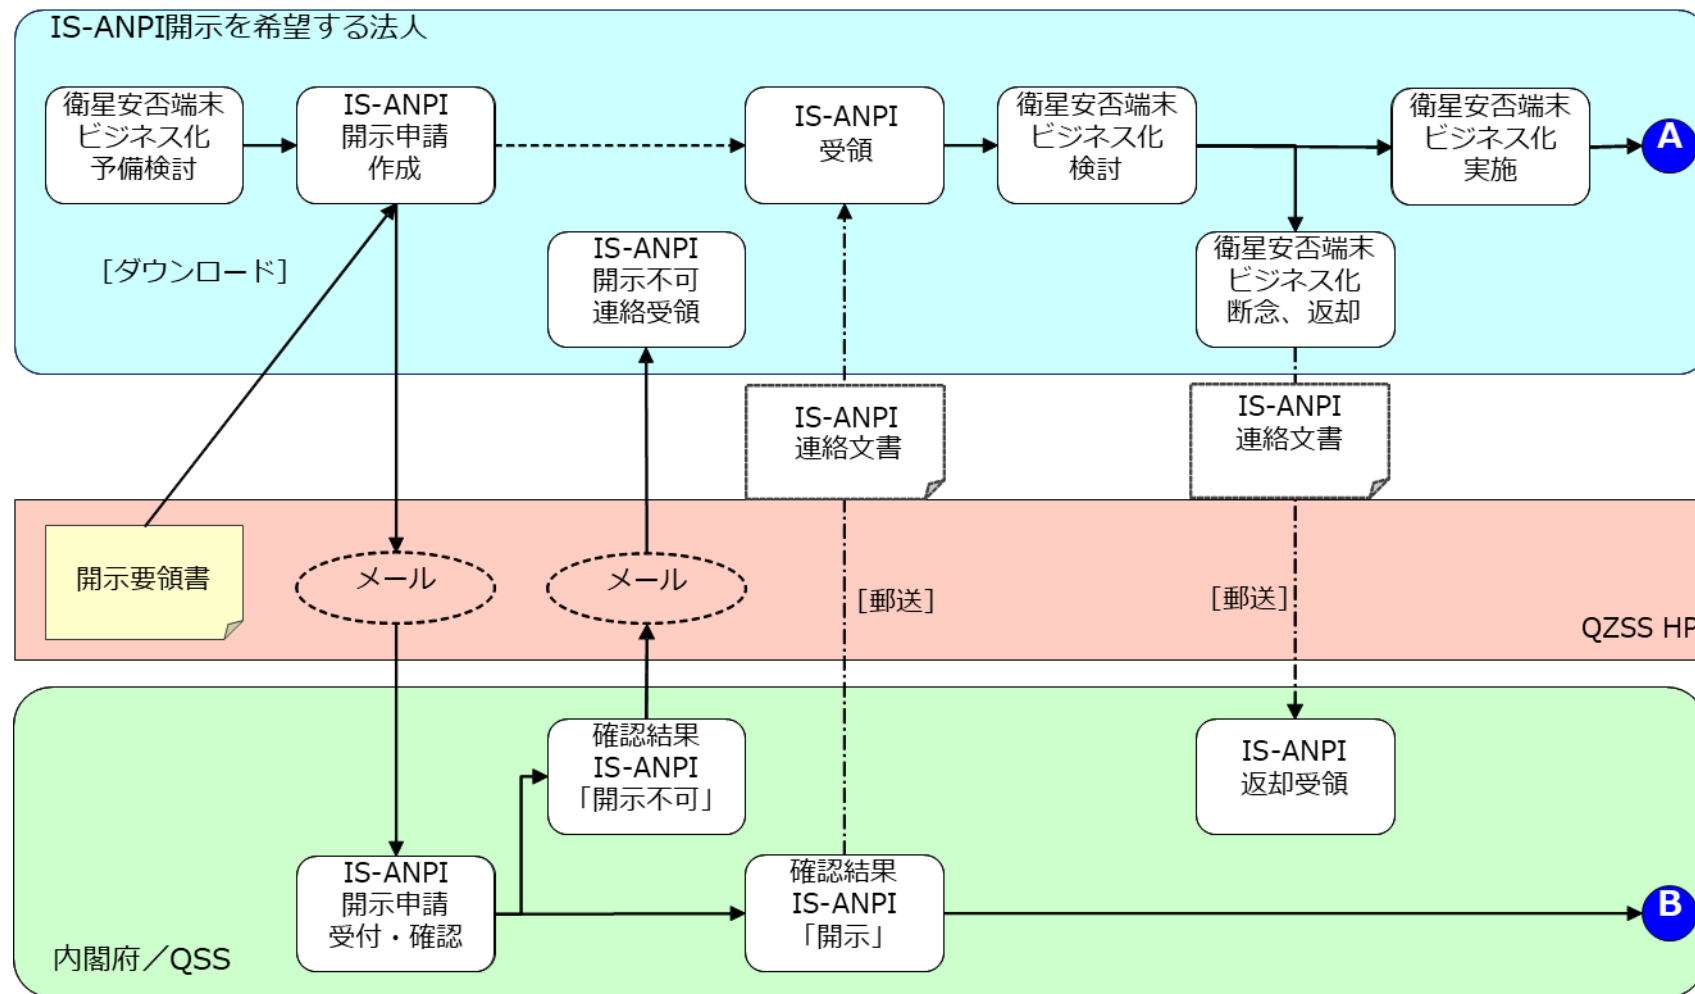 IS-ANPI開示を希望する法人
衛星安否端末
ビジネス化
予備検討
IS-ANPI
開示申請
作成
IS-ANPI
受領
衛星安否端末
ビジネス化
検討
衛星安否端末
ビジネス化
実施
A
[ダウンロード]
IS-ANPI
開示不可
連絡受領
衛星安否端末
ビジネス化
断念、返却
IS-ANPI
連絡文書
IS-ANPI
連絡文書
開示要領書
メール
メール
[郵送]
[郵送]
QZSS HP
確認結果
IS-ANPI
「開示不可」
IS-ANPI
返却受領
IS-ANPI
開示申請
受付・確認
確認結果
IS-ANPI
「開示」
B
内閣府／QSS